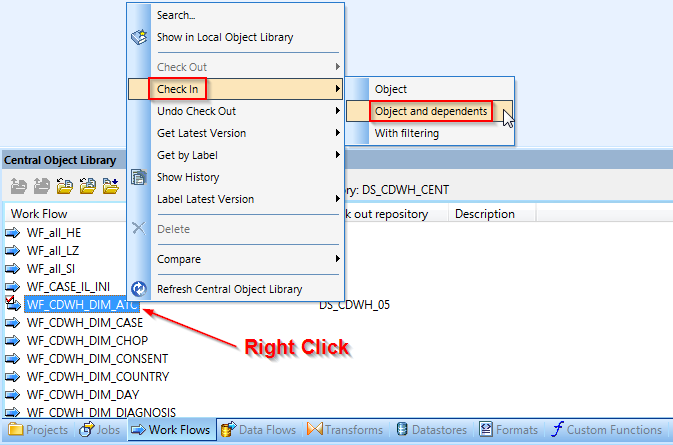 Search...
Show in Local Object Library
Check Out
Check In
Object
Undo Check Out
Object and dependents
Get Latest Version
With filtering
Get by Label
Show History
Label Latest Version
Delete
Compare
Refresh Central Object Library
Central Object Library
ory: DS_CDWH_CENT
Work Flow
k out repository
Description
WF_all_HE
WF_all_LZ
WF_all_SI
WF_CASE_IL_INI
WF_CDWH_DIM_ATC
DS_CDWH_05
WF_CDWH_DIM_CASE
WF_CDWH_DIM_CHOP
WF_CDWH_DIM_CONSENT
WF_CDWH_DIM_COUNTRY
WF_CDWH_DIM_DAY
WF_CDWH_DIM_DIAGNOSIS
Right Click
Projects
Jobs
Work Flows
Data Flows
Transforms
Datastores
Formats
Custom Functions